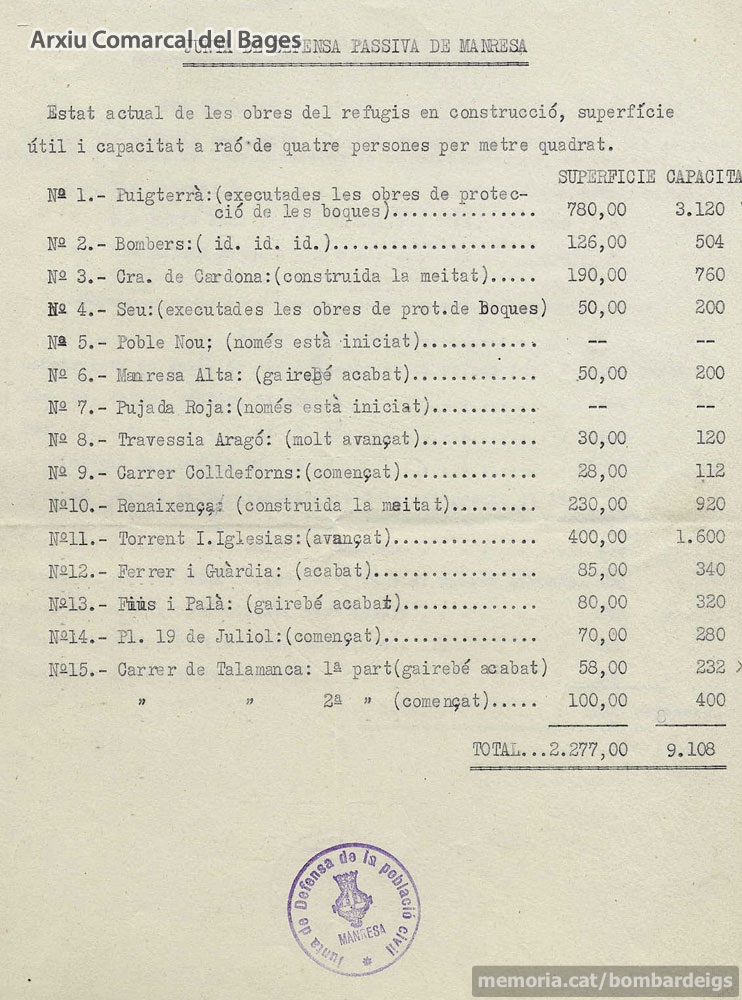 Arxiu Comarcal del Bages
JUNTA DE DEFENSA PASSIVA DE MANRESA
Estat actual de les obres del refugis en construcció, superfície
útil i capacitat a raó de quatre persones per metre quadrat.
SUPERFICIE CAPACITA
Nª 1.- Puigterrà:(executades les obres de protec-
ció de les boques)............... 780,00 3.120
Nº 2.- Bombers:( id. id. id.)..................... 126,00 504
Nº 3.- Cra. de Cardona:(construida la meitat)..... 190,00 760
Nº 4.- Seu:(executades les obres de prot.de Boques) 50,00 200
Nª 5.- Poble Nou: (només està iniciat)............ -- --
Nº 6.- Manresa Alta: (gairebé acabat)............. 50,00 200
Nº 7.- Pujada Roja:(només està iniciat)........... -- --
Nº 8.- Travessia Aragó: (molt avançat)............ 30,00 120
Nº 9.- Carrer Colldeforns:(començat).............. 28,00 112
Nº10.- Renaixença: (construida la meitat)......... 230,00 920
Nº11.- Torrent I.Iglesias:(avançat)............... 400,00 1.600
Nº12.- Ferrer i Guàrdia: (acabat)................. 85,00 340
Nº13.- Fius i Palà: (gairebé acabat).............. 80,00 320
Nº14.- Pl. 19 de Juliol:(començat)................ 70,00 280
Nº15.- Carrer de Talamanca: 1ª part(gairebé acabat) 58,00 232
" " 2ª " (començat)..... 100,00 400
TOTAL...2.277,00 9.108
Junta de Defensa de la població civil
MANRESA
memoria.cat/bombardeigs